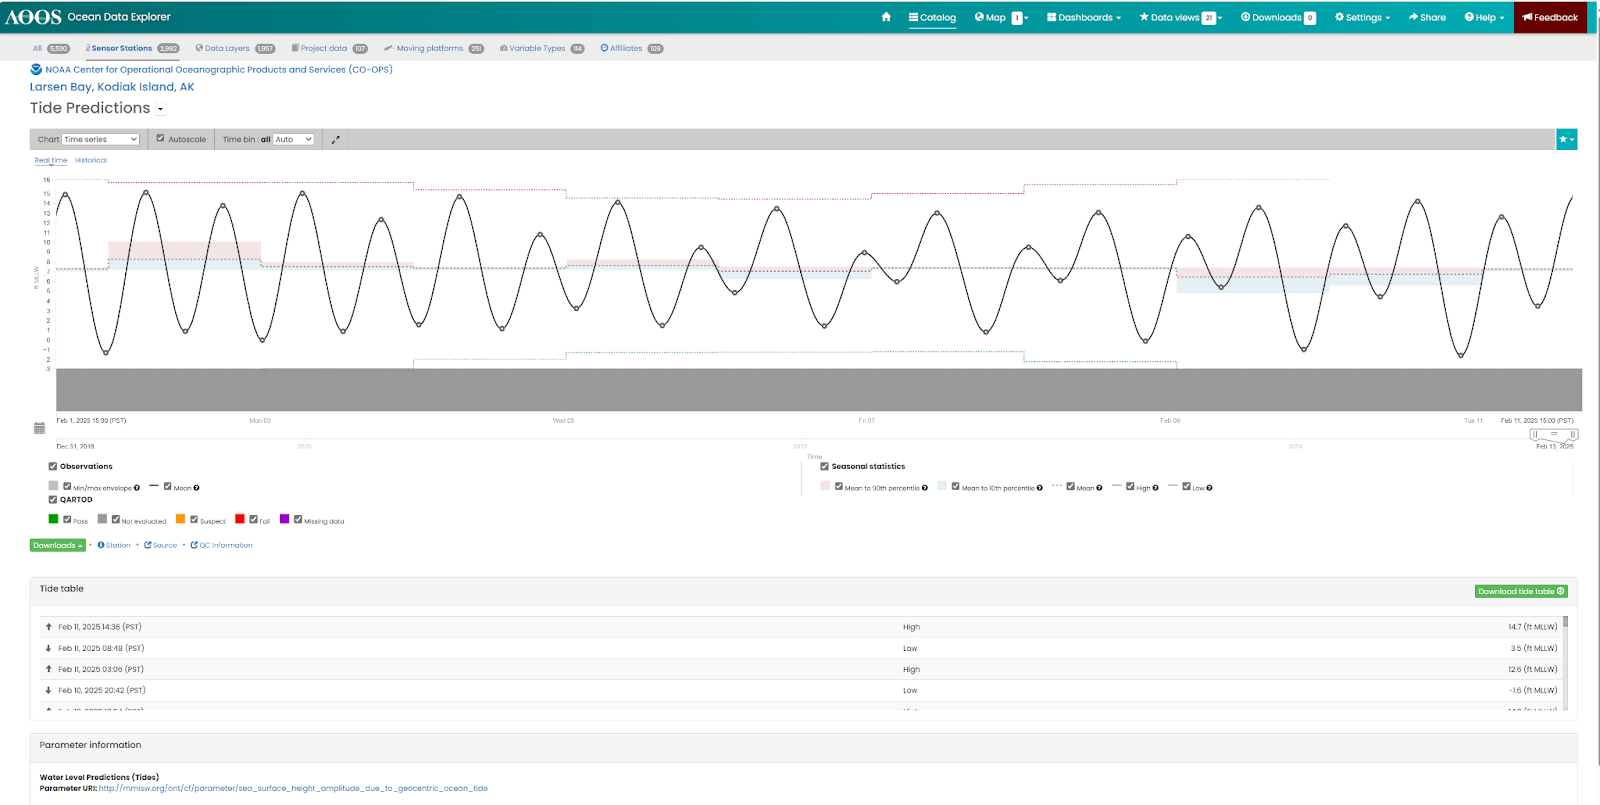 AOOS Ocean Data Explorer
Catalog Map 1 Dashboards Data views 21 Downloads 0 Settings Share Help Feedback
All 5,530 Sensor Stations 2,992 Data Layers 1,957 Project data 107 Moving platforms 251 Variable Types 114 Affiliates 109
NOAA Center for Operational Oceanographic Products and Services (CO-OPS)
Larsen Bay, Kodiak Island, AK
Tide Predictions
Chart Time series Autoscale Time bin: all Auto
Real time Historical
16
15
14
13
12
11
10
9
8
7
6
5
4
3
2
1
0
-1
-2
-3
ft MLLW
Feb 1, 2025 15:00 (PST) Mon 03 Wed 05 Fri 07 Feb 09 Tue 11 Feb 11, 2025 15:00 (PST)
Dec 31, 2018 2020 2022 2024 Feb 13, 2025
Time
Observations
Min/max envelope Mean
QARTOD
Pass Not evaluated Suspect Fail Missing data
Seasonal statistics
Mean to 90th percentile Mean to 10th percentile Mean High Low
Downloads Station Source QC Information
Tide table
Download tide table
Feb 11, 2025 14:36 (PST) High 14.7 (ft MLLW)
Feb 11, 2025 08:48 (PST) Low 3.5 (ft MLLW)
Feb 11, 2025 03:06 (PST) High 12.6 (ft MLLW)
Feb 10, 2025 20:42 (PST) Low -1.6 (ft MLLW)
Parameter information
Water Level Predictions (Tides)
Parameter URI: http://mmisw.org/ont/cf/parameter/sea_surface_height_amplitude_due_to_geocentric_ocean_tide